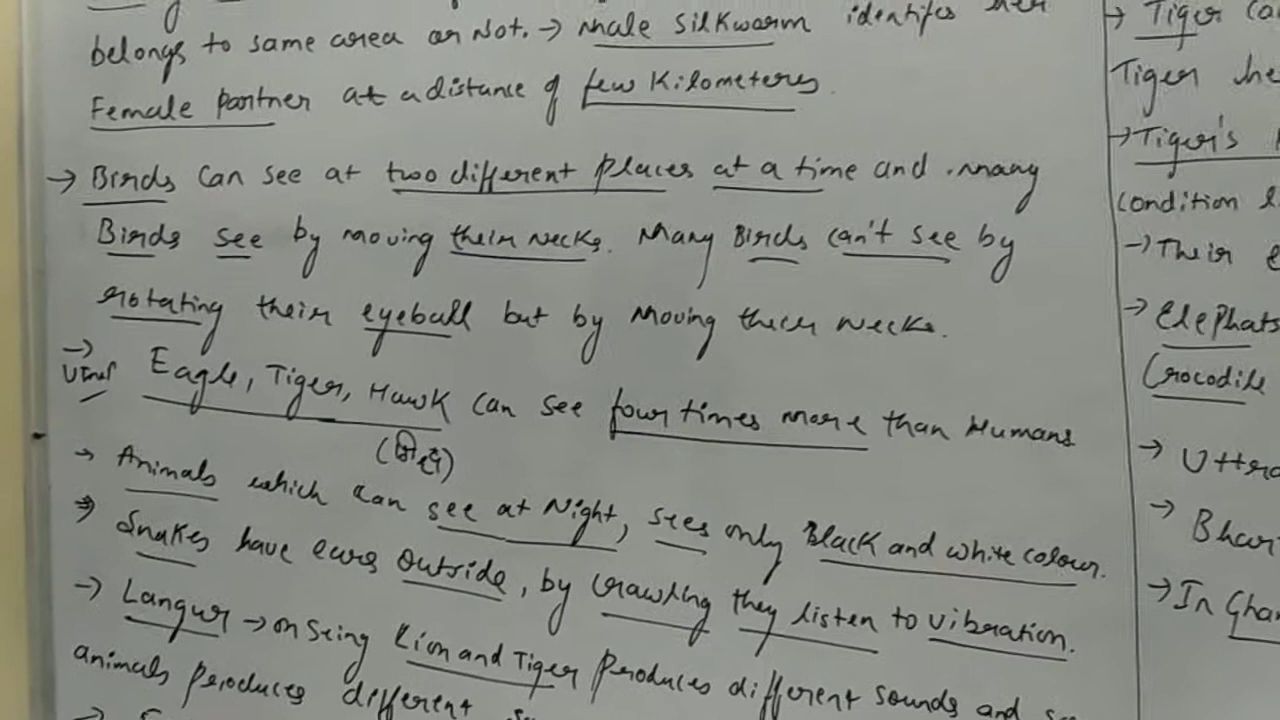 belongs to same area or Not. → Male Silkworm identifes their
Female partner at a distance of few Kilometers.
→ Birds Can See at two different places at a time and many
Birds see by moving their necks. Many Birds can't see by
rotating their eyeball but by moving their necks.
→ Eagle, Tiger, Hawk Can see four times more than Humans
→ Animals which can see at Night, sees only Black and white colour.
→ Snakes have ears outside, by crawling they listen to vibration.
→ Langur → on Seing Lion and Tiger Produces different sounds and
animals produces different
→ Tiger
Tiger
→ Tiger's
Condition
→ Their
→ Elephats
Crocodile
→
→
→ In